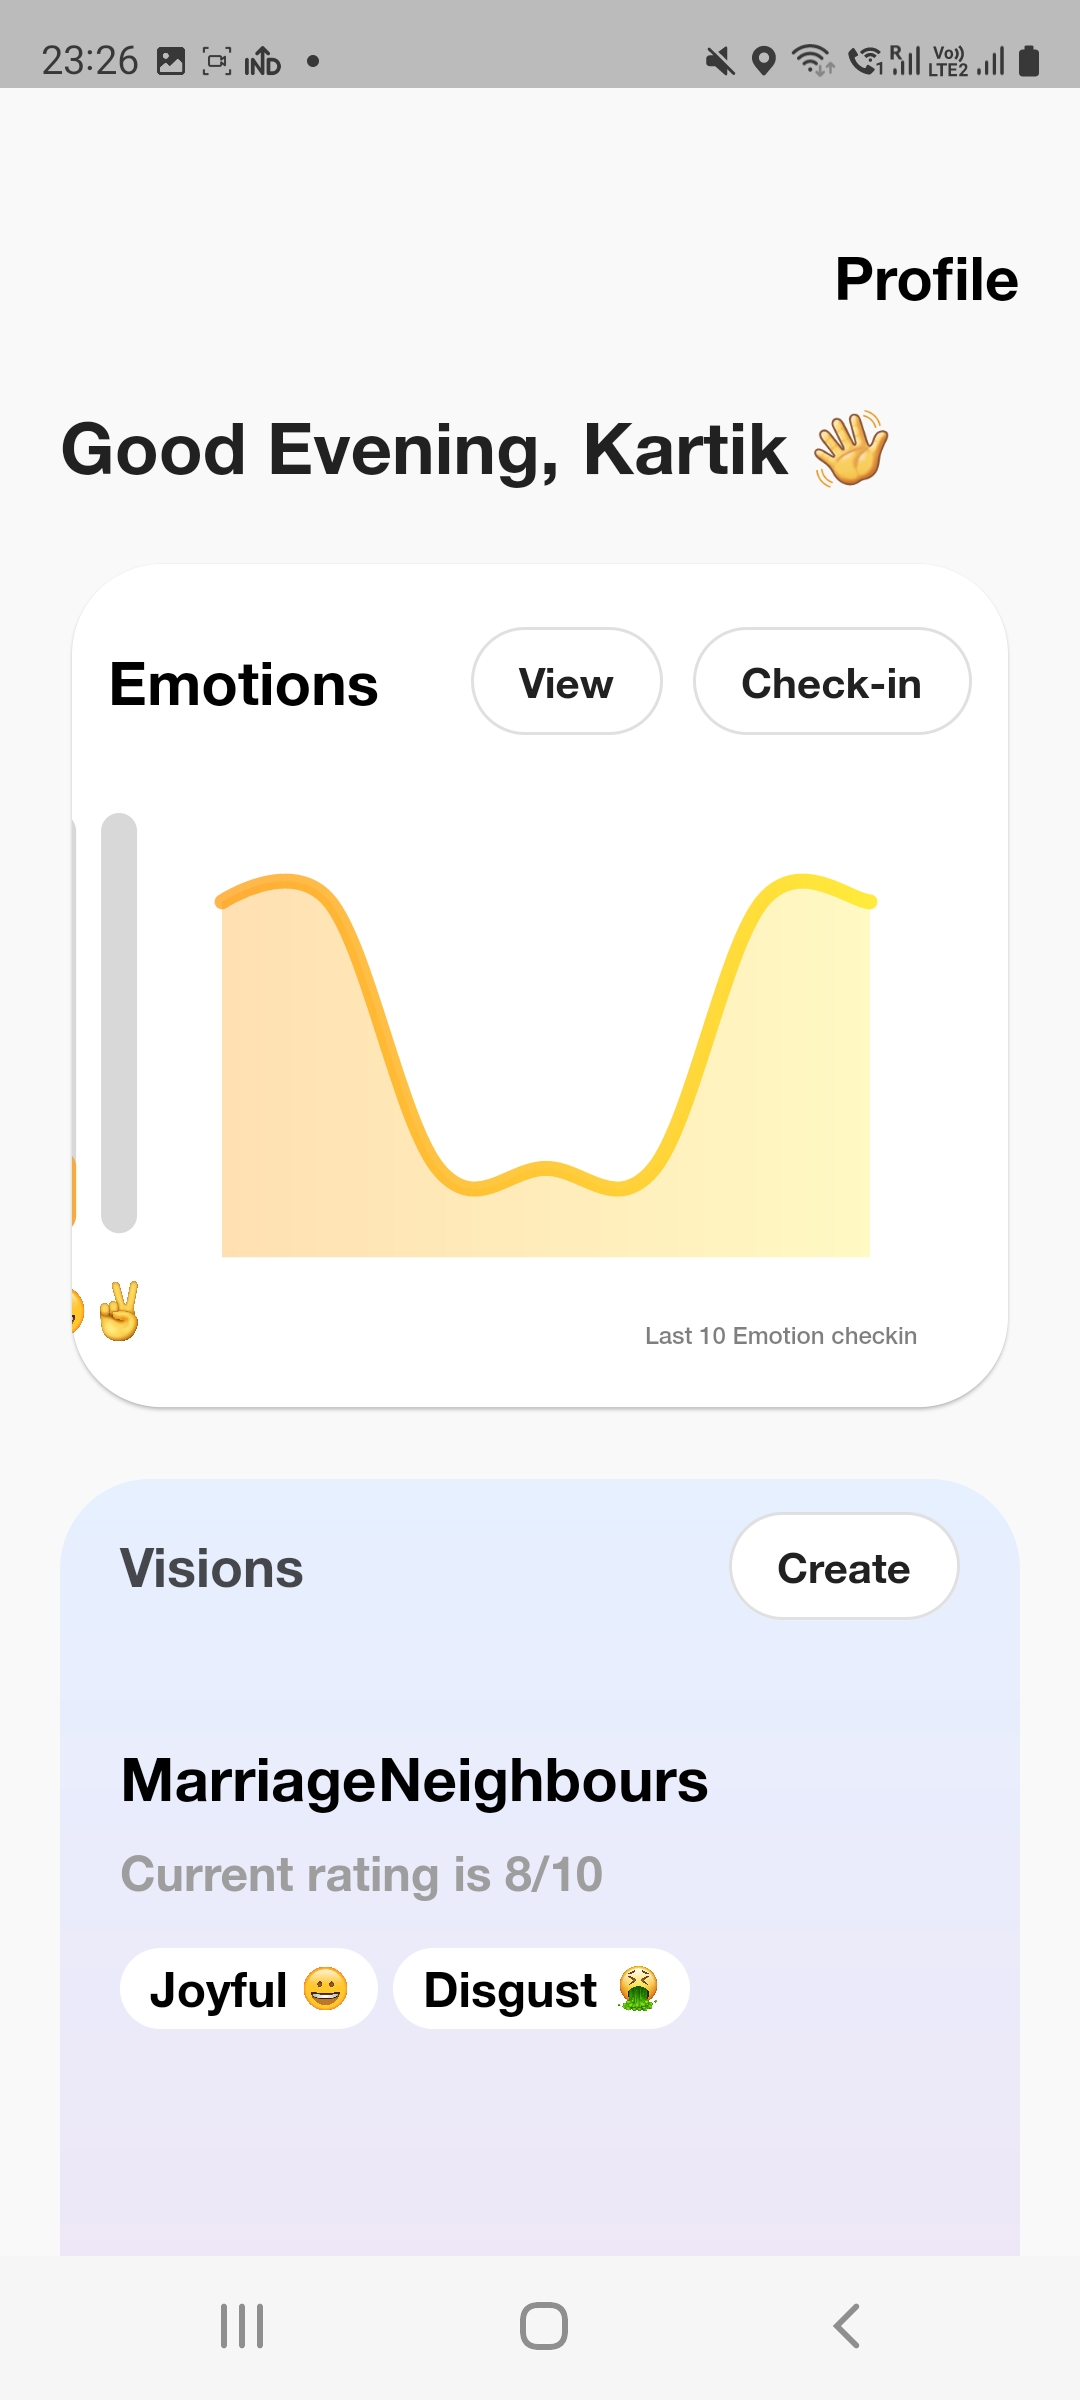 23:26 IND 1 R Vo)) LTE2
Profile
Good Evening, Kartik 👋
Emotions View Check-in
✌️
Last 10 Emotion checkin
Visions Create
MarriageNeighbours
Current rating is 8/10
Joyful 😀 Disgust 🤮